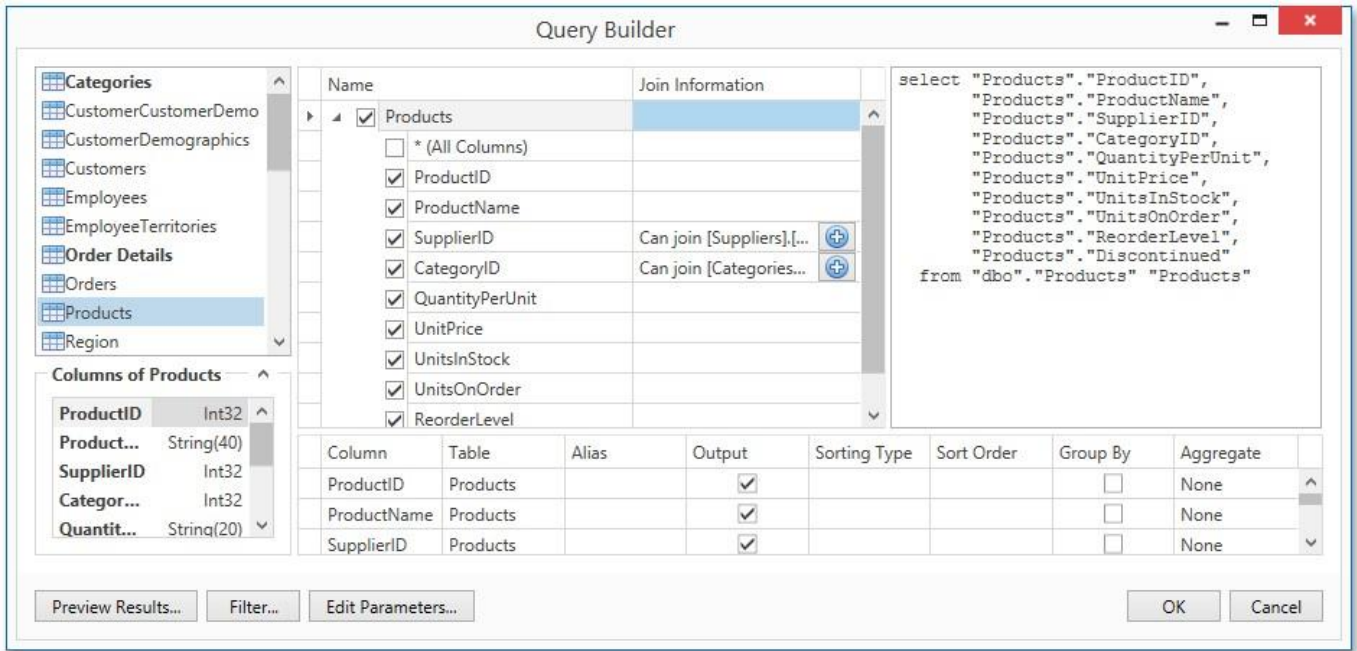 Query Builder
Categories
CustomerCustomerDemo
CustomerDemographics
Customers
Employees
EmployeeTerritories
Order Details
Orders
Products
Region
Columns of Products
ProductID Int32
Product... String(40)
SupplierID Int32
Categor... Int32
Quantit... String(20)
Name Join Information
Products
* (All Columns)
ProductID
ProductName
SupplierID Can join [Suppliers].[...
CategoryID Can join [Categories...
QuantityPerUnit
UnitPrice
UnitsInStock
UnitsOnOrder
ReorderLevel
select "Products"."ProductID",
"Products"."ProductName",
"Products"."SupplierID",
"Products"."CategoryID",
"Products"."QuantityPerUnit",
"Products"."UnitPrice",
"Products"."UnitsInStock",
"Products"."UnitsOnOrder",
"Products"."ReorderLevel",
"Products"."Discontinued"
from "dbo"."Products" "Products"
Column Table Alias Output Sorting Type Sort Order Group By Aggregate
ProductID Products None
ProductName Products None
SupplierID Products None
Preview Results... Filter... Edit Parameters... OK Cancel